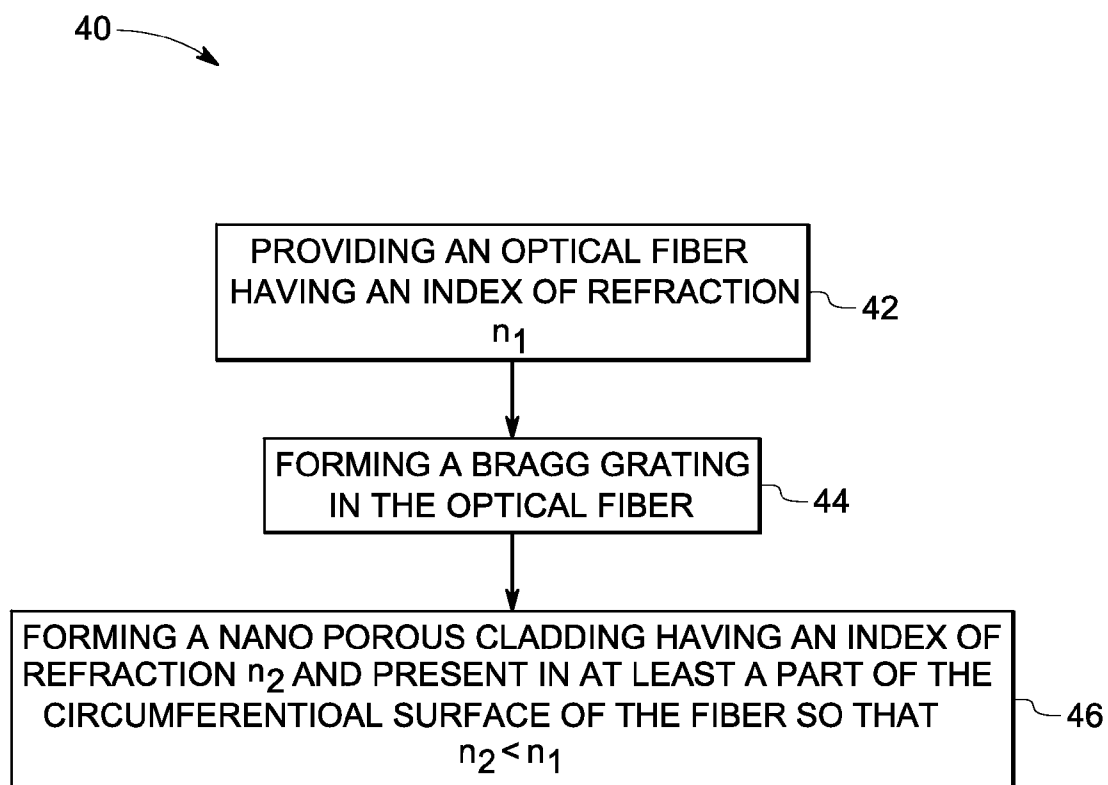 40
PROVIDING AN OPTICAL FIBER
HAVING AN INDEX OF REFRACTION
n₁
42
FORMING A BRAGG GRATING
IN THE OPTICAL FIBER
44
FORMING A NANO POROUS CLADDING HAVING AN INDEX OF
REFRACTION n₂ AND PRESENT IN AT LEAST A PART OF THE
CIRCUMFERENTIOAL SURFACE OF THE FIBER SO THAT
n₂ < n₁
46